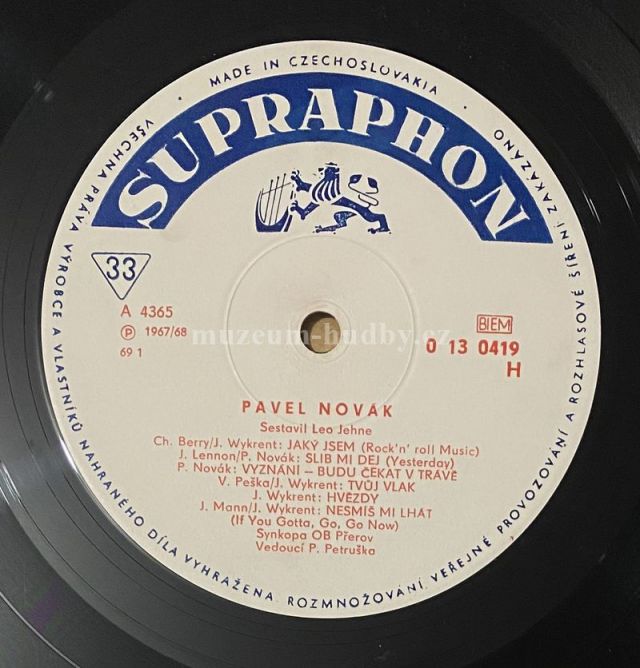 MADE IN CZECHOSLOVAKIA
SUPRAPHON
33
A 4365
Ⓟ 1967/68
69 1
BIEM
0 13 0419
H
muzeum-hudby.cz
PAVEL NOVÁK
Sestavil Leo Jehne
Ch. Berry/J. Wykrent: JAKÝ JSEM (Rock'n' roll Music)
J. Lennon/P. Novák: SLIB MI DEJ (Yesterday)
P. Novák: VYZNÁNÍ – BUDU ČEKAT V TRÁVĚ
V. Peška/J. Wykrent: TVŮJ VLAK
J. Wykrent: HVĚZDY
J. Mann/J. Wykrent: NESMÍŠ MI LHÁT
(If You Gotta, Go, Go Now)
Synkopa OB Přerov
Vedoucí P. Petruška
VŠECHNA PRÁVA VÝROBCE A VLASTNÍKŮ NAHRANÉHO DÍLA VYHRAŽENA. ROZMNOŽOVÁNÍ, VEŘEJNÉ PROVOZOVÁNÍ A ROZHLASOVÉ ŠÍŘENÍ ZAKÁZÁNO